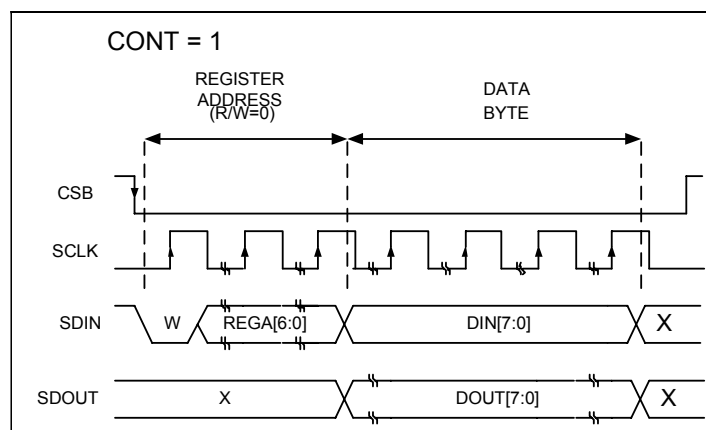 CONT = 1
REGISTER
ADDRESS
(R/W=0)
DATA
BYTE
CSB
SCLK
SDIN
W
REGA[6:0]
DIN[7:0]
X
SDOUT
X
DOUT[7:0]
X